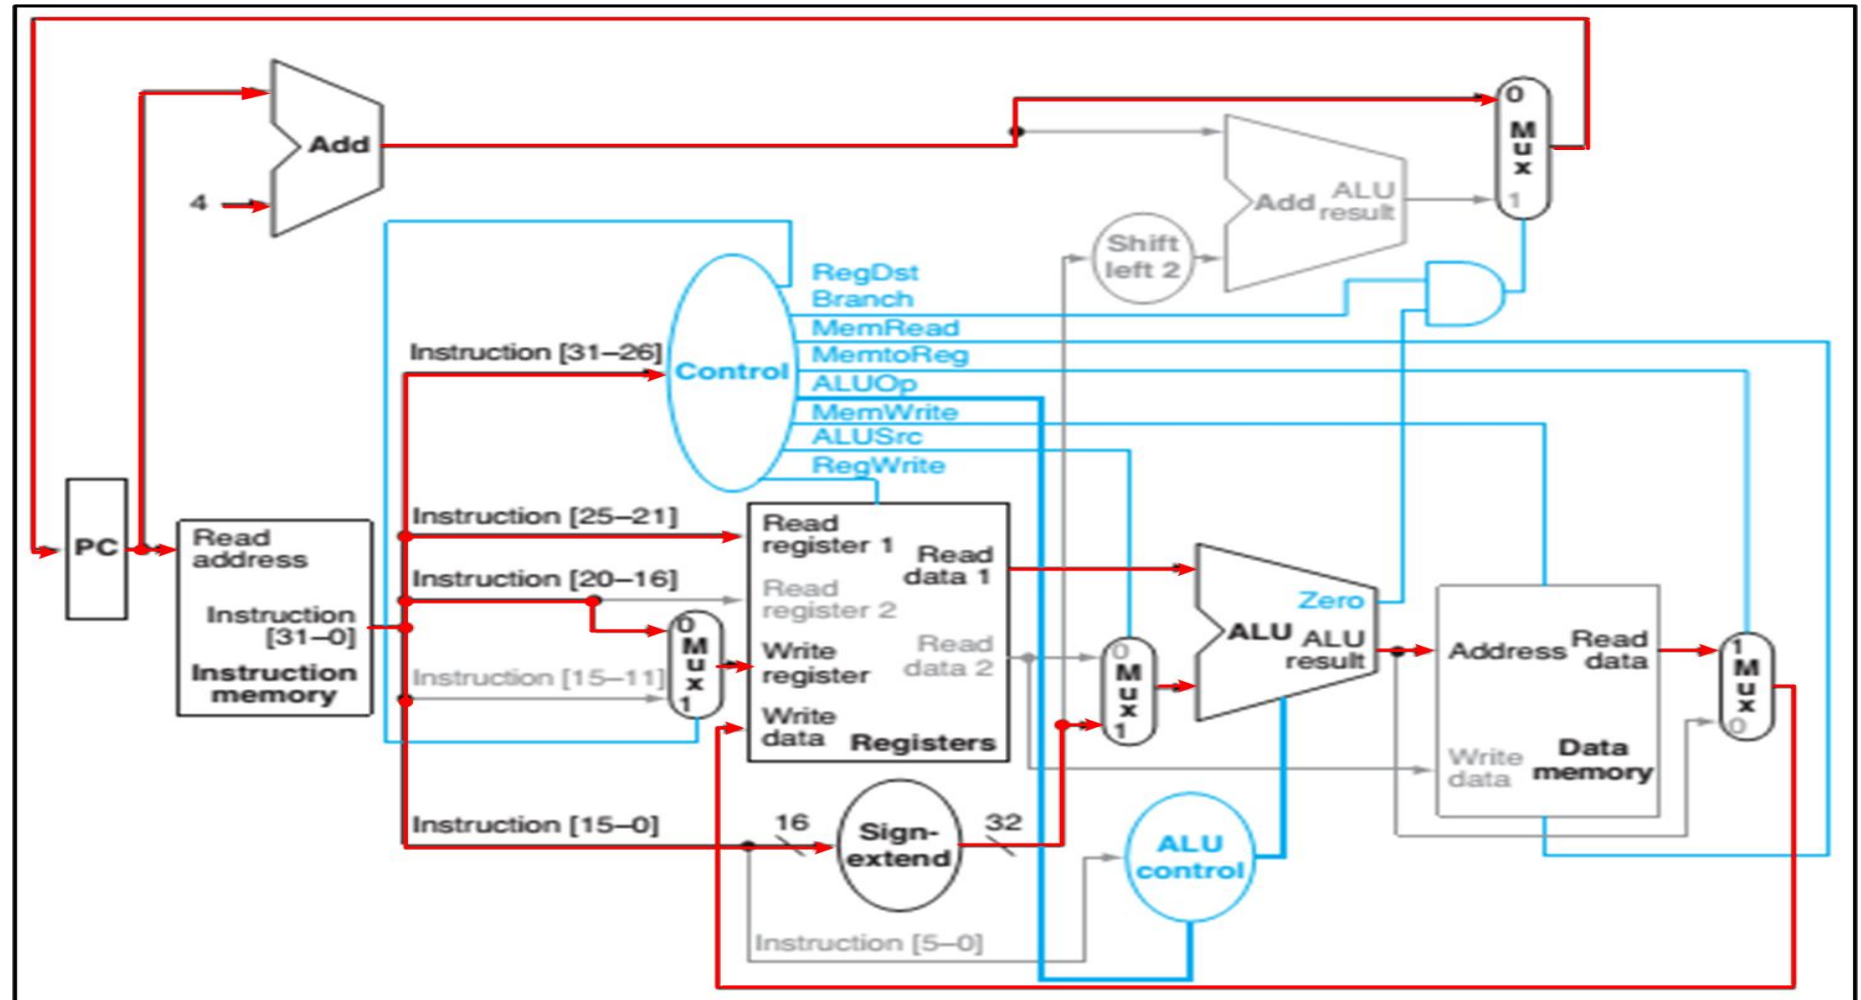 0
Mux
1
Add
4
Add
ALU
result
Shift
left 2
RegDst
Branch
MemRead
MemtoReg
ALUOp
MemWrite
ALUSrc
RegWrite
Control
Instruction [31–26]
Instruction [25–21]
Instruction [20–16]
Instruction [15–11]
Instruction [15–0]
Instruction [5–0]
PC
Read
address
Instruction
[31–0]
Instruction
memory
0
Mux
1
Read
register 1
Read
register 2
Write
register
Write
data
Read
data 1
Read
data 2
Registers
16
Sign-
extend
32
0
Mux
1
Zero
ALU
ALU
result
ALU
control
Address
Read
data
Write
data
Data
memory
1
Mux
0